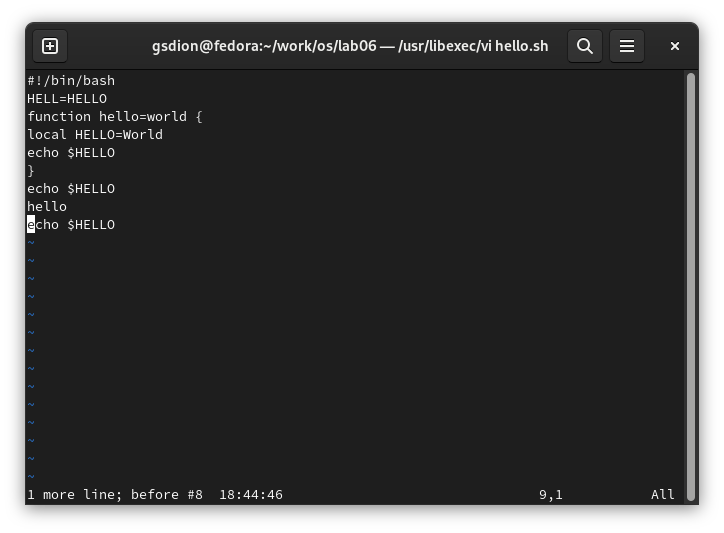 gsdion@fedora:~/work/os/lab06 — /usr/libexec/vi hello.sh
#!/bin/bash
HELL=HELLO
function hello=world {
local HELLO=World
echo $HELLO
}
echo $HELLO
hello
echo $HELLO
~
~
~
~
~
~
~
~
~
~
~
~
~
~
1 more line; before #8  18:44:46 9,1 All